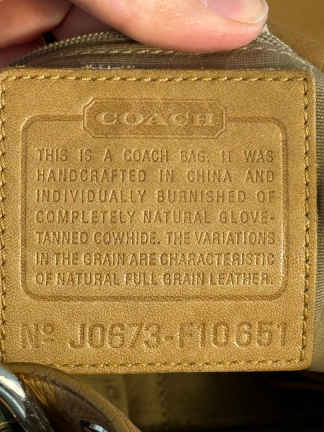 COACH
THIS IS A COACH BAG. IT WAS
HANDCRAFTED IN CHINA AND
INDIVIDUALLY BURNISHED OF
COMPLETELY NATURAL GLOVE-
TANNED COWHIDE. THE VARIATIONS
IN THE GRAIN ARE CHARACTERISTIC
OF NATURAL FULL GRAIN LEATHER.
Nº J0673-F10651